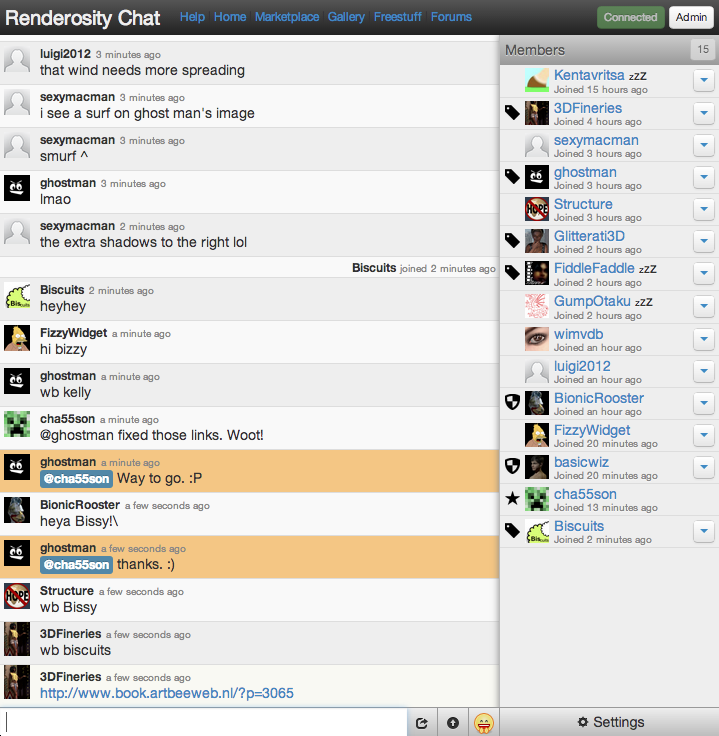 Renderosity Chat Help Home Marketplace Gallery Freestuff Forums Connected Admin
luigi2012 3 minutes ago
that wind needs more spreading
sexymacman 3 minutes ago
i see a surf on ghost man's image
sexymacman 3 minutes ago
smurf ^
ghostman 3 minutes ago
lmao
sexymacman 2 minutes ago
the extra shadows to the right lol
Biscuits joined 2 minutes ago
Biscuits 2 minutes ago
heyhey
FizzyWidget a minute ago
hi bizzy
ghostman a minute ago
wb kelly
cha55son a minute ago
@ghostman fixed those links. Woot!
ghostman a minute ago
@cha55son Way to go. :P
BionicRooster a few seconds ago
heya Bissy!\
ghostman a few seconds ago
@cha55son thanks. :)
Structure a few seconds ago
wb Bissy
3DFineries a few seconds ago
wb biscuits
3DFineries a few seconds ago
http://www.book.artbeeweb.nl/?p=3065
Members 15
Kentavritsa zzZ
Joined 15 hours ago
3DFineries
Joined 4 hours ago
sexymacman
Joined 3 hours ago
ghostman
Joined 3 hours ago
Structure
Joined 3 hours ago
Glitterati3D
Joined 2 hours ago
FiddleFaddle zzZ
Joined 2 hours ago
GumpOtaku zzZ
Joined 2 hours ago
wimvdb
Joined an hour ago
luigi2012
Joined an hour ago
BionicRooster
Joined an hour ago
FizzyWidget
Joined 20 minutes ago
basicwiz
Joined 20 minutes ago
cha55son
Joined 13 minutes ago
Biscuits
Joined 2 minutes ago
Settings